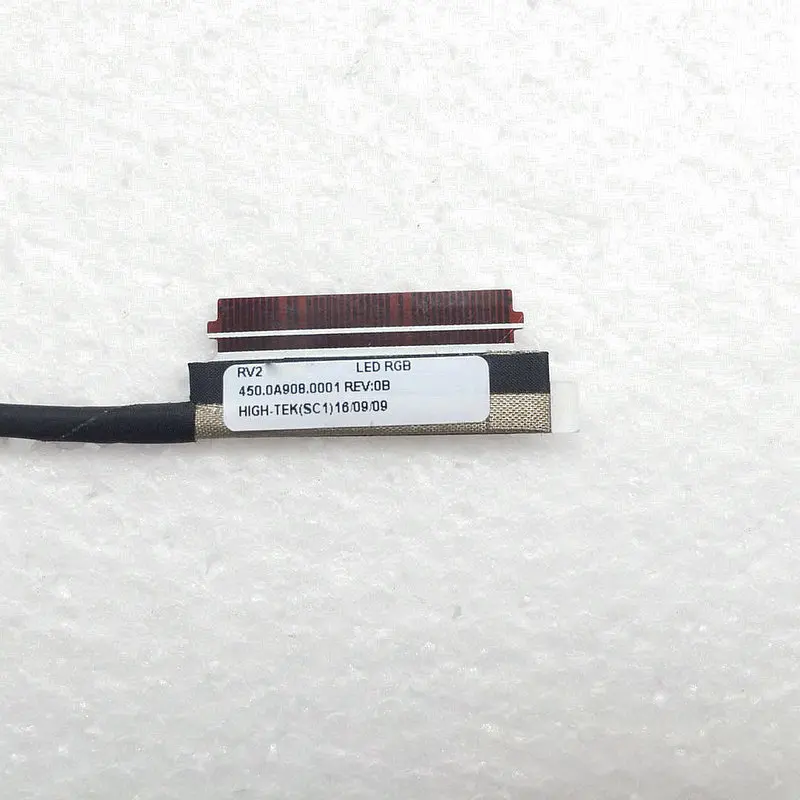 RV2 LED RGB
450.0A908.0001 REV:0B
HIGH-TEK(SC1)16/09/09